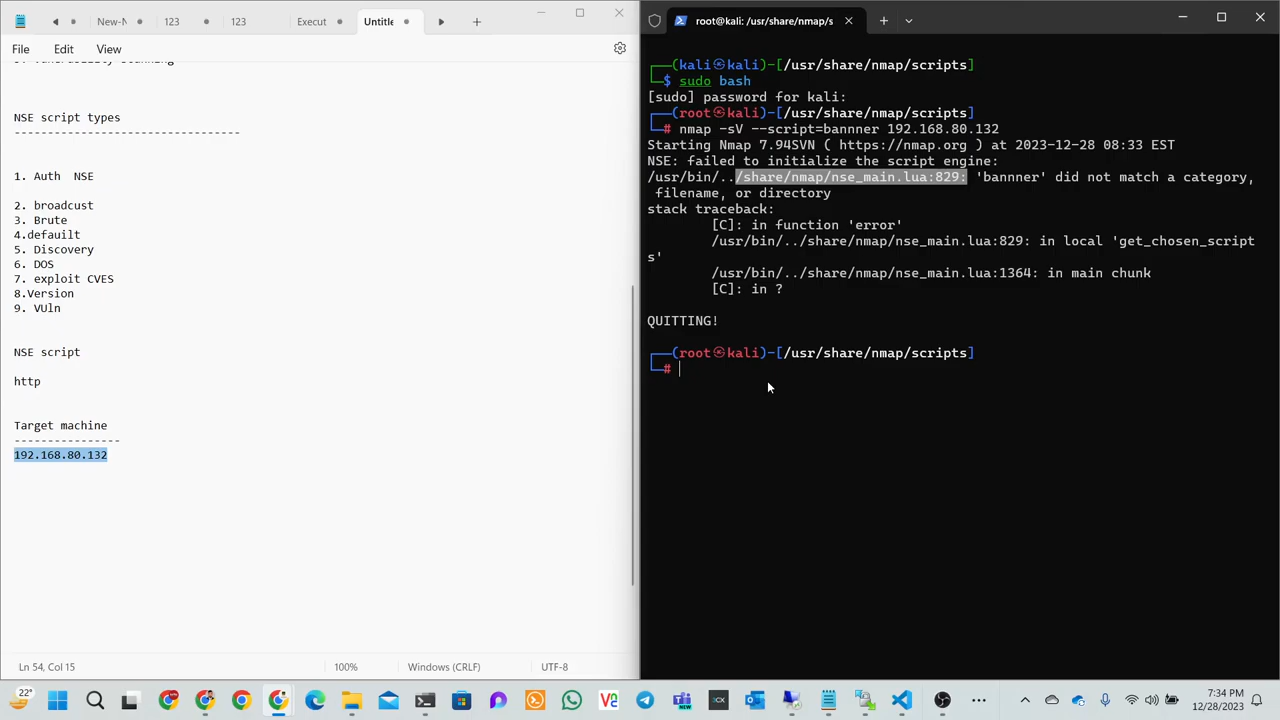 New-N
123
123
Execut
Untitle
File
Edit
View
NSE script types
--------------------------------
1. Auth  NSE
2. broadcust
3. Brute
4.defauilt
5. Discovery
6. DOS
7. exploit CVES
8.Version
9. VUln
NSE script
http
Target machine
----------------
192.168.80.132
Ln 54, Col 15
100%
Windows (CRLF)
UTF-8
root@kali: /usr/share/nmap/s
┌──(kali㉿kali)-[/usr/share/nmap/scripts]
└─$ sudo bash
[sudo] password for kali:
┌──(root㉿kali)-[/usr/share/nmap/scripts]
└─# nmap -sV --script=bannner 192.168.80.132
Starting Nmap 7.94SVN ( https://nmap.org ) at 2023-12-28 08:33 EST
NSE: failed to initialize the script engine:
/usr/bin/../share/nmap/nse_main.lua:829: 'bannner' did not match a category,
filename, or directory
stack traceback:
[C]: in function 'error'
/usr/bin/../share/nmap/nse_main.lua:829: in local 'get_chosen_script
s'
/usr/bin/../share/nmap/nse_main.lua:1364: in main chunk
[C]: in ?
QUITTING!
┌──(root㉿kali)-[/usr/share/nmap/scripts]
└─#
22°
7:34 PM
12/28/2023